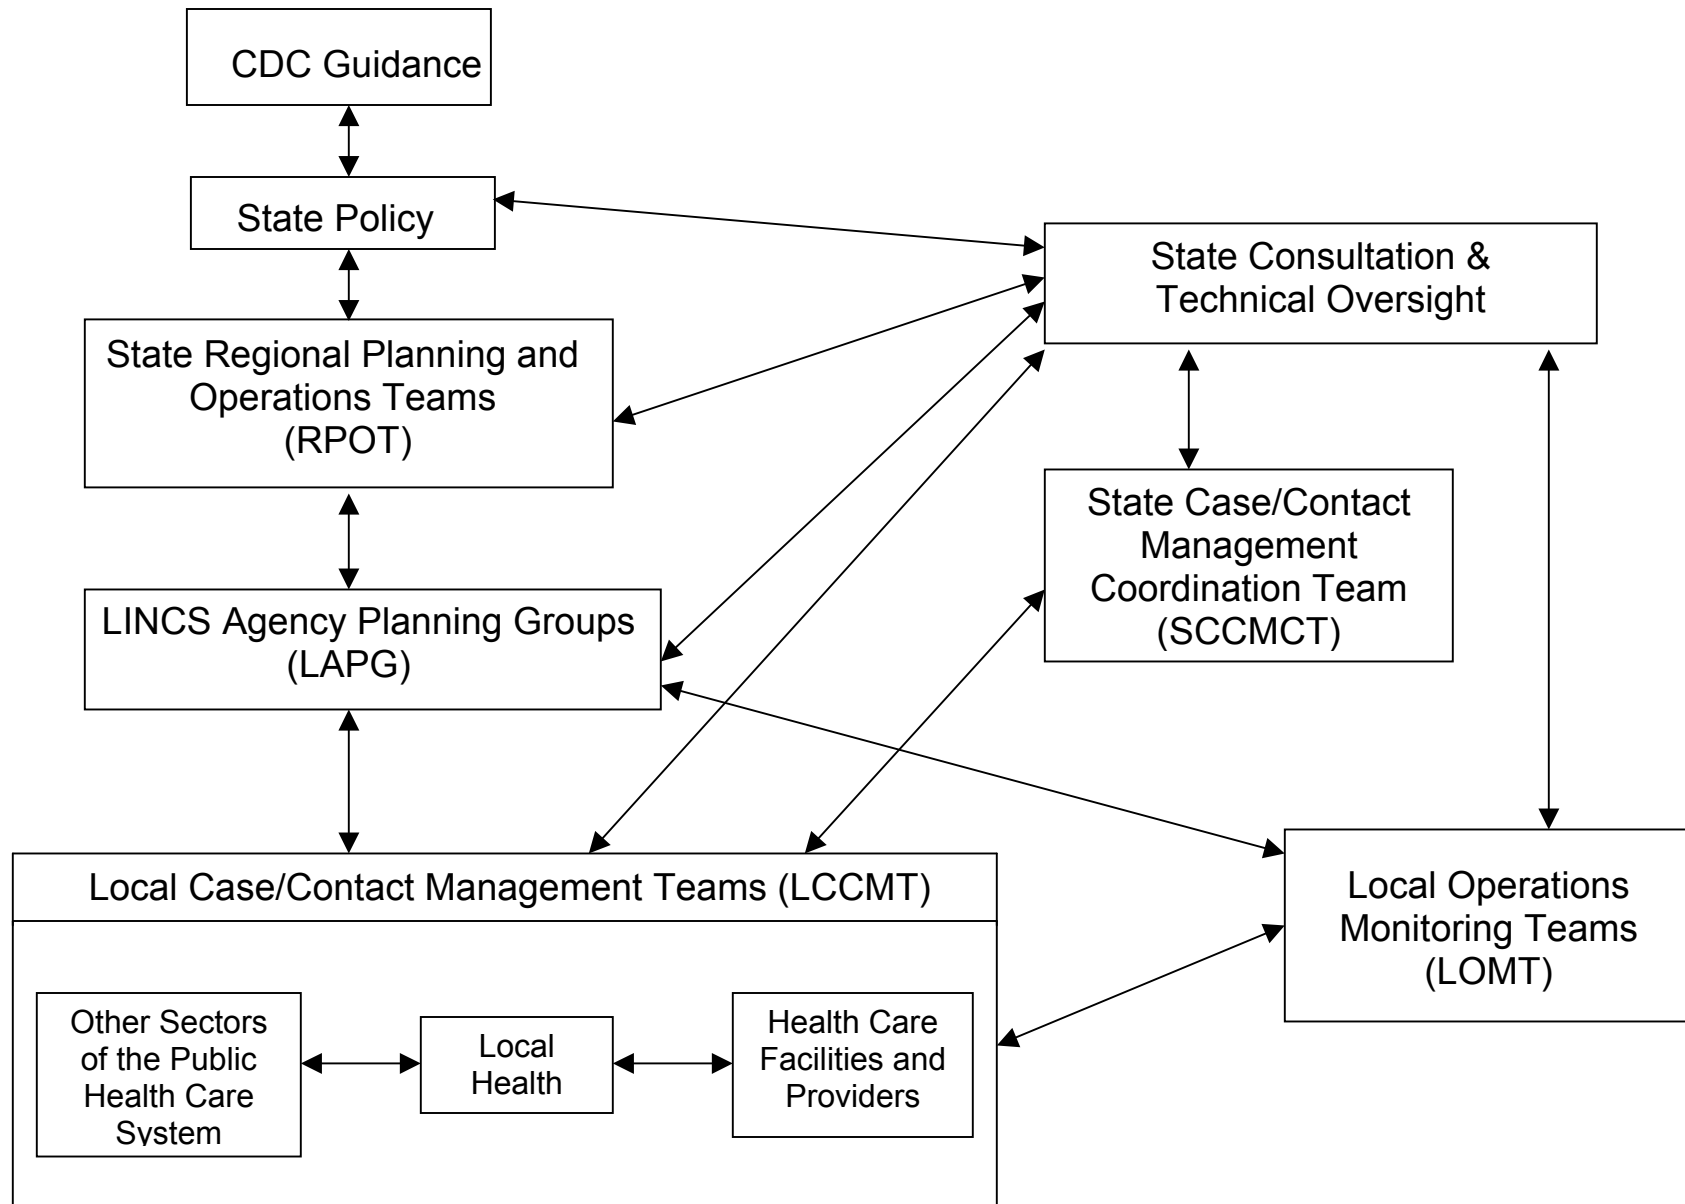 CDC Guidance
State Policy
State Consultation &
Technical Oversight
State Regional Planning and
Operations Teams
(RPOT)
State Case/Contact
Management
Coordination Team
(SCCMCT)
LINCS Agency Planning Groups
(LAPG)
Local Case/Contact Management Teams (LCCMT)
Local Operations
Monitoring Teams
(LOMT)
Other Sectors
of the Public
Health Care
System
Local
Health
Health Care
Facilities and
Providers